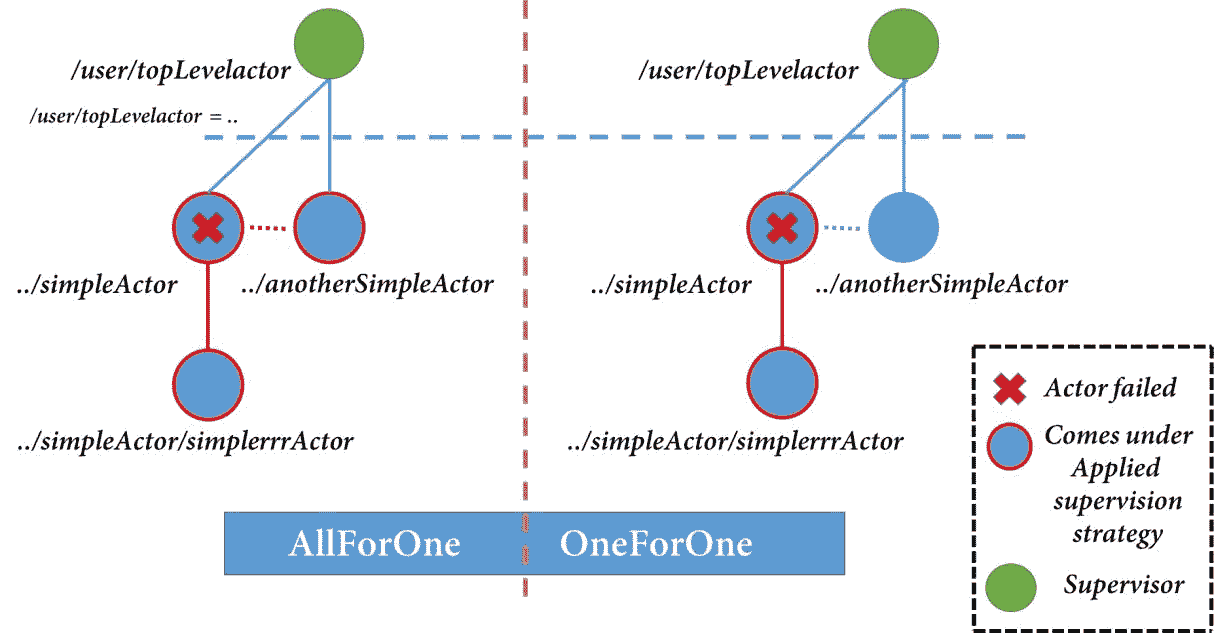 /user/topLevelactor
/user/topLevelactor = ..
../simpleActor
../anotherSimpleActor
../simpleActor/simplerrrActor
AllForOne
/user/topLevelactor
../simpleActor
../anotherSimpleActor
../simpleActor/simplerrrActor
OneForOne
Actor failed
Comes under
Applied
supervision
strategy
Supervisor